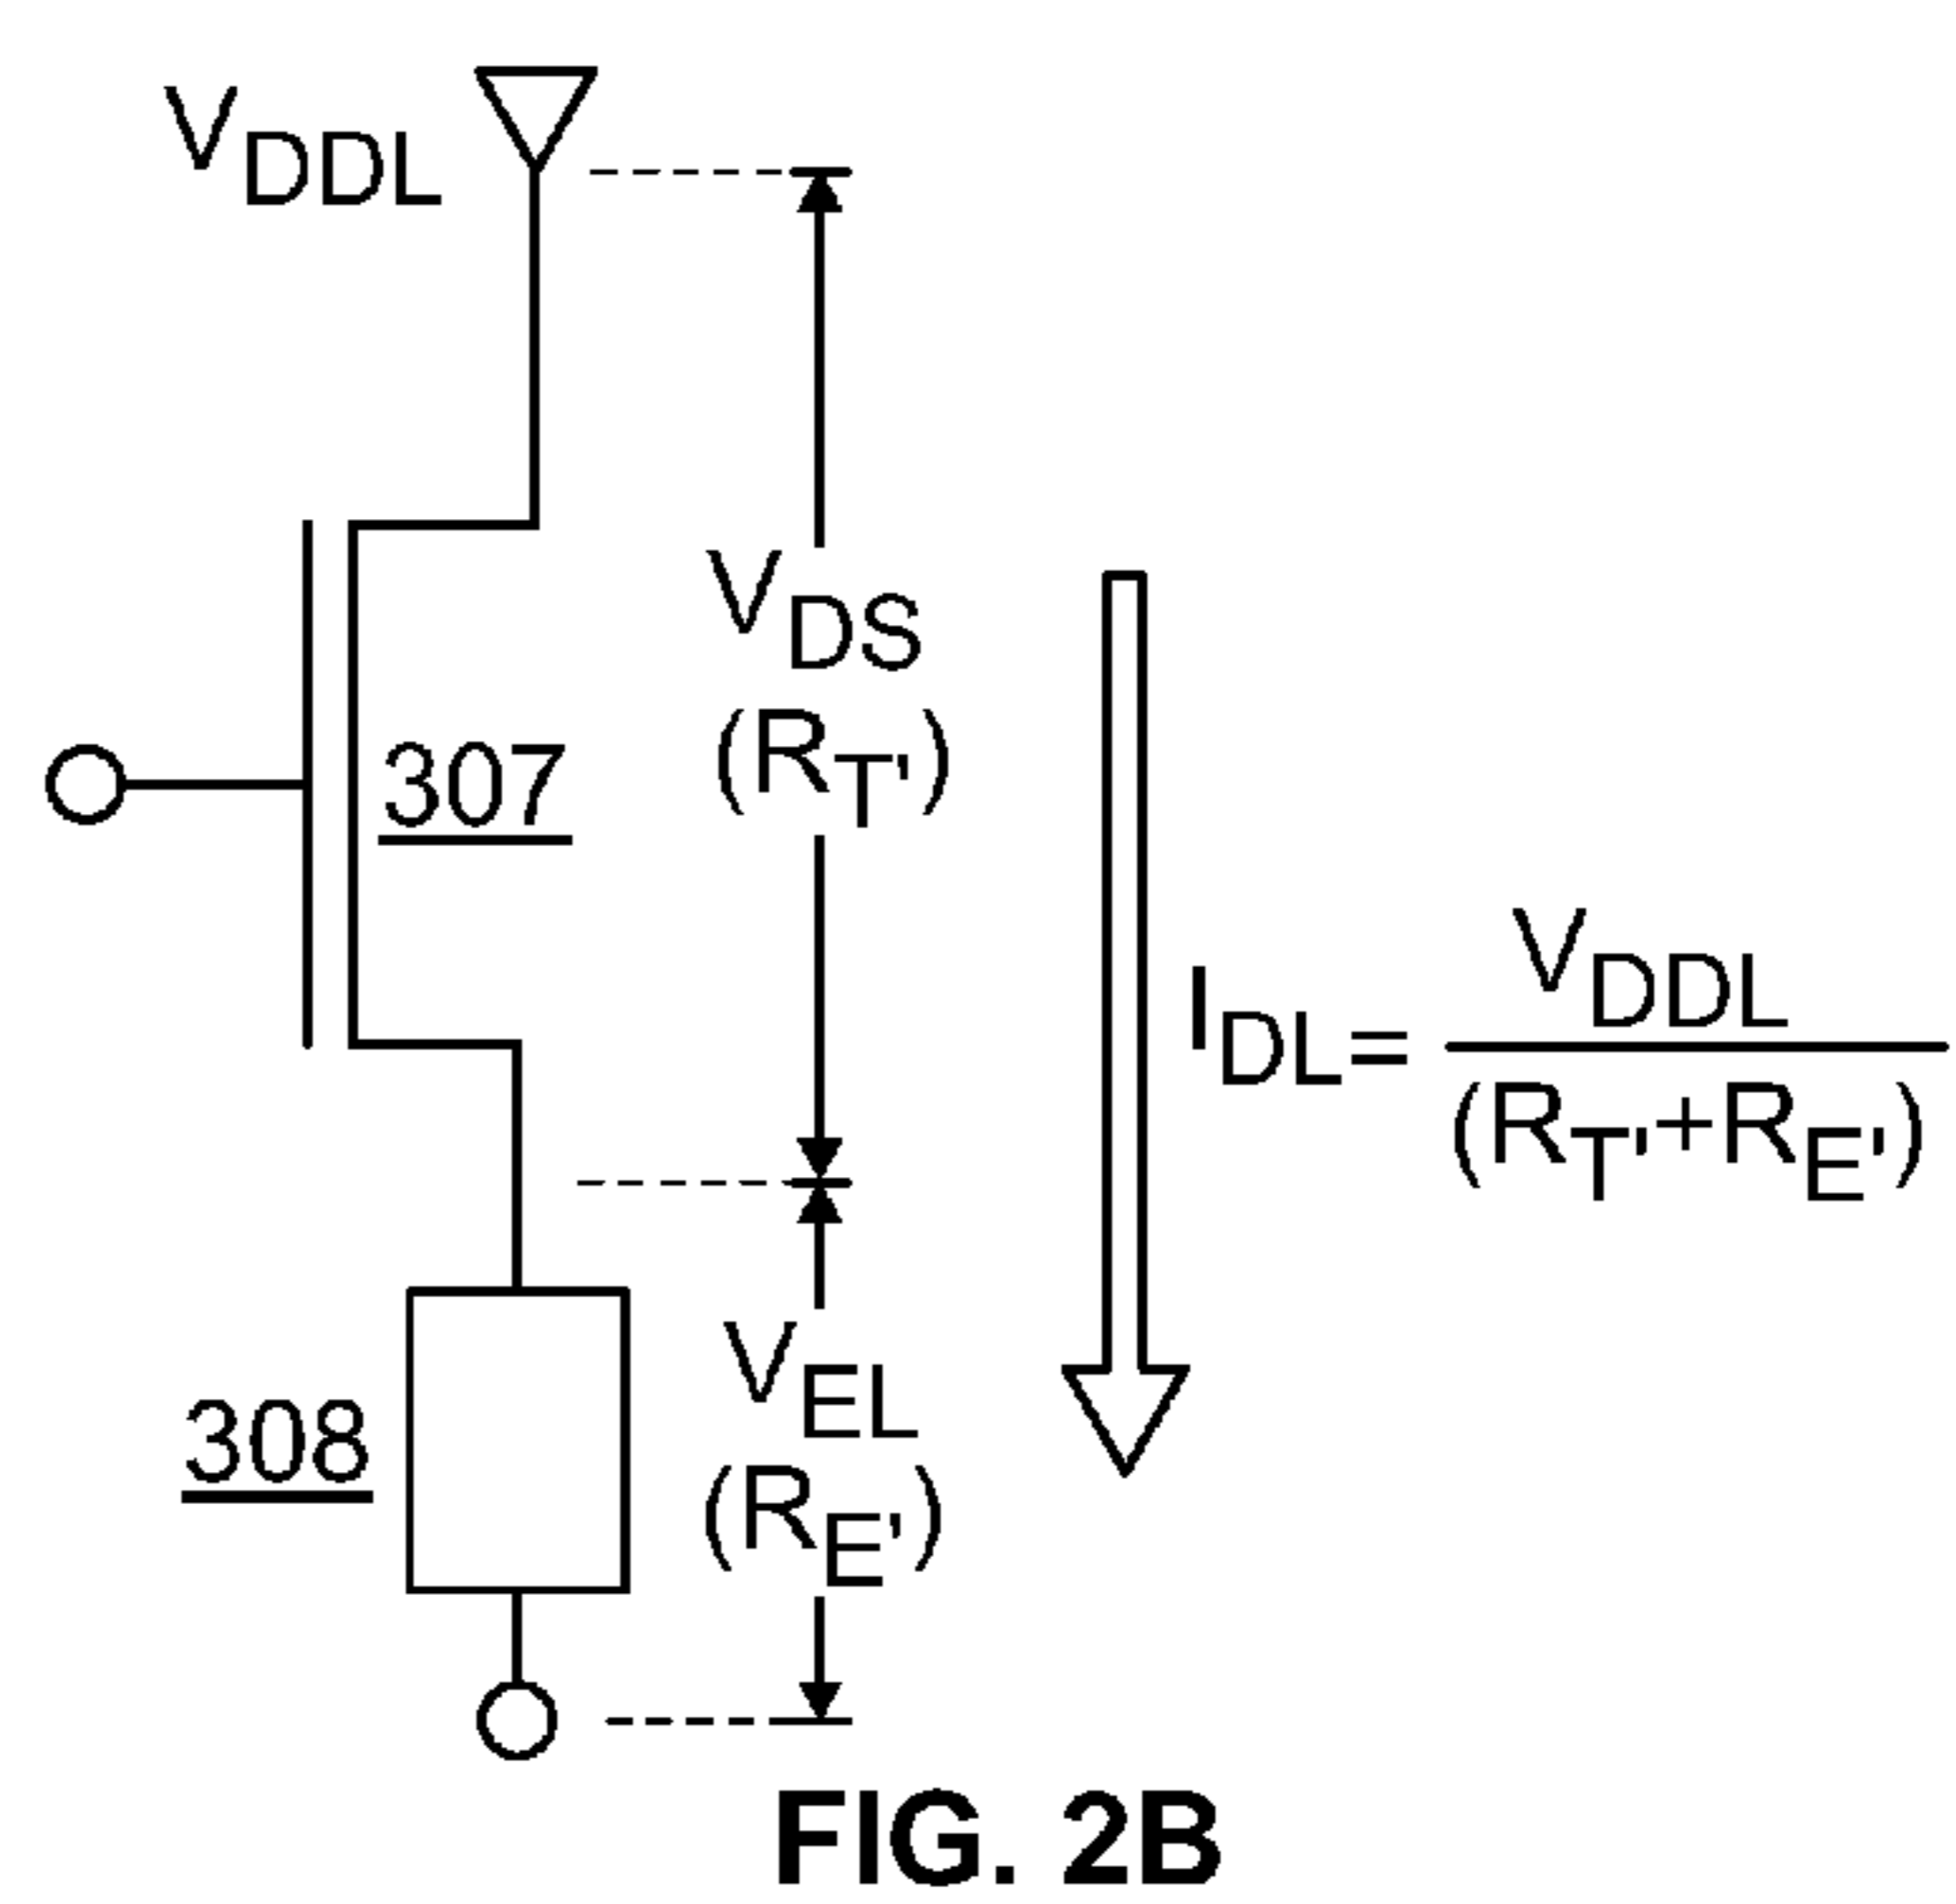 VDDL
VDS
(RT')
307
IDL= VDDL
(RT'+RE')
VEL
(RE')
308
FIG. 2B